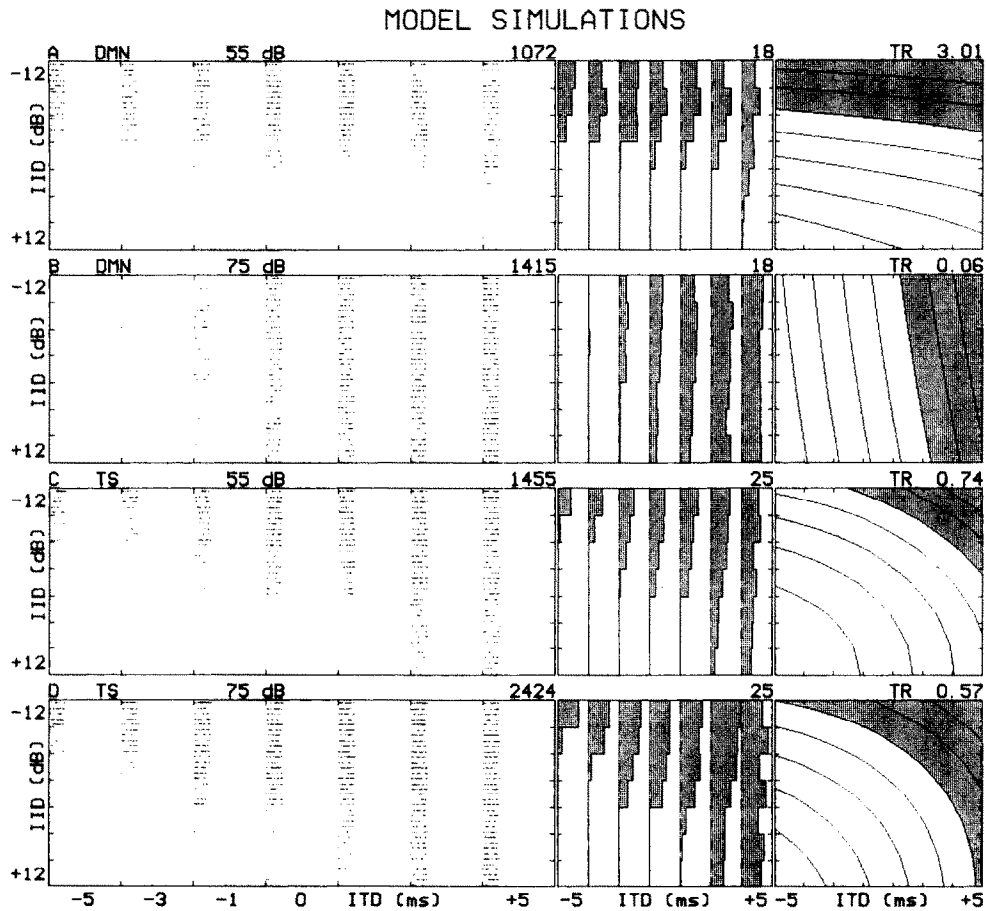 MODEL SIMULATIONS
A DMN 55 dB 1072 18 TR 3.01
-12
IID (dB)
+12
B DMN 75 dB 1415 18 TR 0.06
-12
IID (dB)
+12
C TS 55 dB 1455 25 TR 0.74
-12
IID (dB)
+12
D TS 75 dB 2424 25 TR 0.57
-12
IID (dB)
+12
-5 -3 -1 0 ITD (ms) +5 -5 ITD (ms) +5 -5 ITD (ms) +5